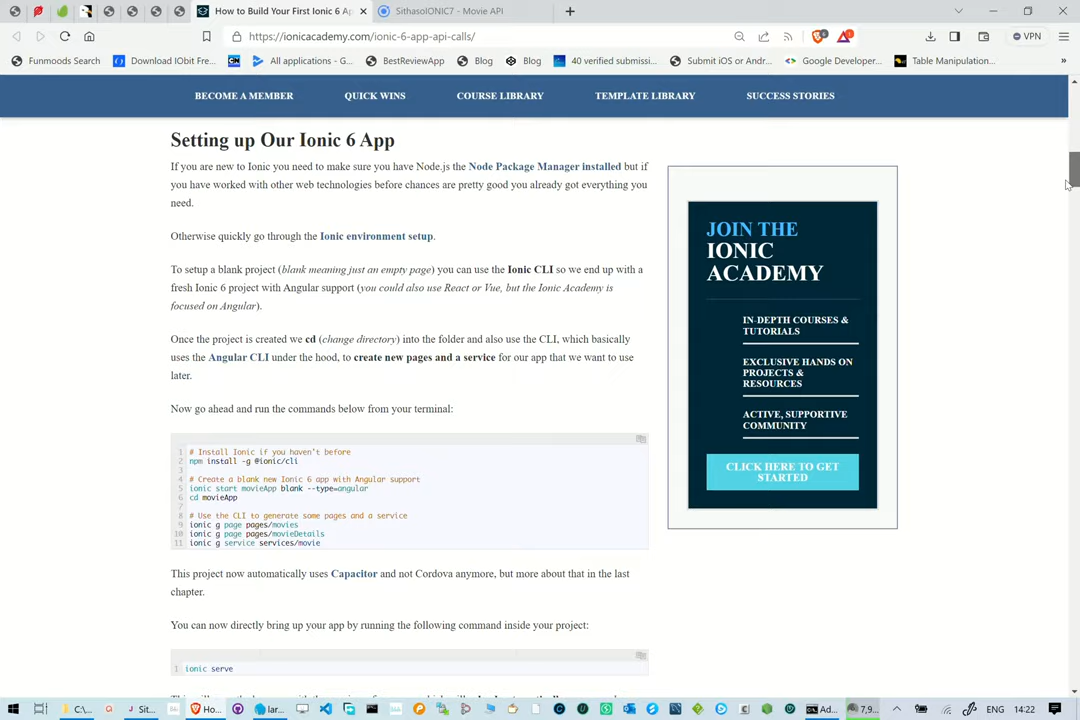 How to Build Your First Ionic 6 Ap
SithasoIONIC7 - Movie API
https://ionicacademy.com/ionic-6-app-api-calls/
VPN
Funmoods Search
Download IObit Fre...
All applications - G...
BestReviewApp
Blog
Blog
40 verified submissi...
Submit iOS or Andr...
Google Developer...
Table Manipulation...
BECOME A MEMBER
QUICK WINS
COURSE LIBRARY
TEMPLATE LIBRARY
SUCCESS STORIES
Setting up Our Ionic 6 App
If you are new to Ionic you need to make sure you have Node.js the Node Package Manager installed but if
you have worked with other web technologies before chances are pretty good you already got everything you
need.
Otherwise quickly go through the Ionic environment setup.
To setup a blank project (blank meaning just an empty page) you can use the Ionic CLI so we end up with a
fresh Ionic 6 project with Angular support (you could also use React or Vue, but the Ionic Academy is
focused on Angular).
Once the project is created we cd (change directory) into the folder and also use the CLI, which basically
uses the Angular CLI under the hood, to create new pages and a service for our app that we want to use
later.
Now go ahead and run the commands below from your terminal:
1 # Install Ionic if you haven't before
2 npm install -g @ionic/cli
3
4 # Create a blank new Ionic 6 app with Angular support
5 ionic start movieApp blank --type=angular
6 cd movieApp
7
8 # Use the CLI to generate some pages and a service
9 ionic g page pages/movies
10 ionic g page pages/movieDetails
11 ionic g service services/movie
This project now automatically uses Capacitor and not Cordova anymore, but more about that in the last
chapter.
You can now directly bring up your app by running the following command inside your project:
1 ionic serve
JOIN THE
IONIC
ACADEMY
IN-DEPTH COURSES &
TUTORIALS
EXCLUSIVE HANDS ON
PROJECTS &
RESOURCES
ACTIVE, SUPPORTIVE
COMMUNITY
CLICK HERE TO GET
STARTED
C:\...
Sit...
Ho...
lar...
Ad...
7,9...
ENG
14:22